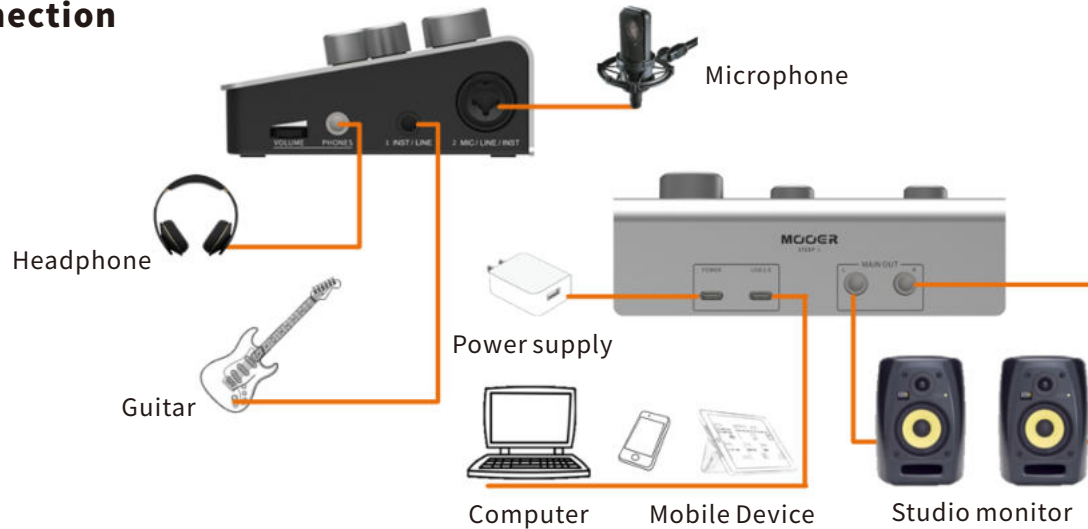 nection
Microphone
VOLUME
PHONES
1 INST / LINE
2 MIC / LINE / INST
Headphone
MOOER
STEEP I
POWER
USB 2.0
MAIN OUT
L
R
Power supply
Guitar
Computer
Mobile Device
Studio monitor